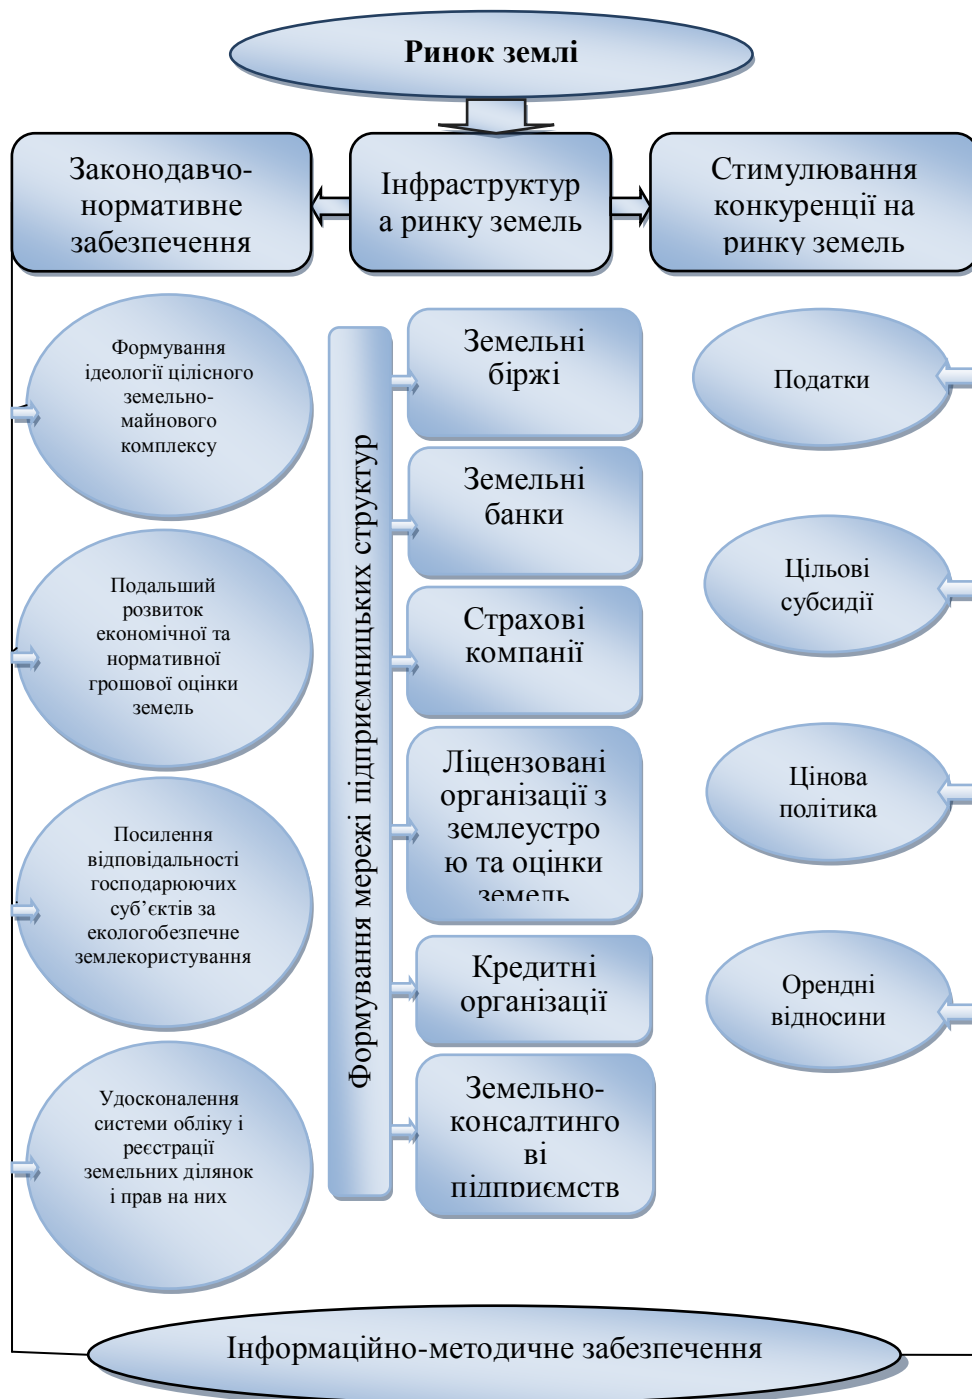 Ринок землі
Законодавчо-
нормативне
забезпечення
Інфраструктур
а ринку земель
Стимулювання
конкуренції на
ринку земель
Формування
ідеології цілісного
земельно-
майнового
комплексу
Подальший
розвиток
економічної та
нормативної
грошової оцінки
земель
Посилення
відповідальності
господарюючих
суб’єктів за
екологобезпечне
землекористування
Удосконалення
системи обліку і
реєстрації
земельних ділянок
і прав на них
Формування мережі підприємницьких структур
Земельні
біржі
Земельні
банки
Страхові
компанії
Ліцензовані
організації з
землеустро
ю та оцінки
земель
Кредитні
організації
Земельно-
консалтинго
ві
підприємств
Податки
Цільові
субсидії
Цінова
політика
Орендні
відносини
Інформаційно-методичне забезпечення